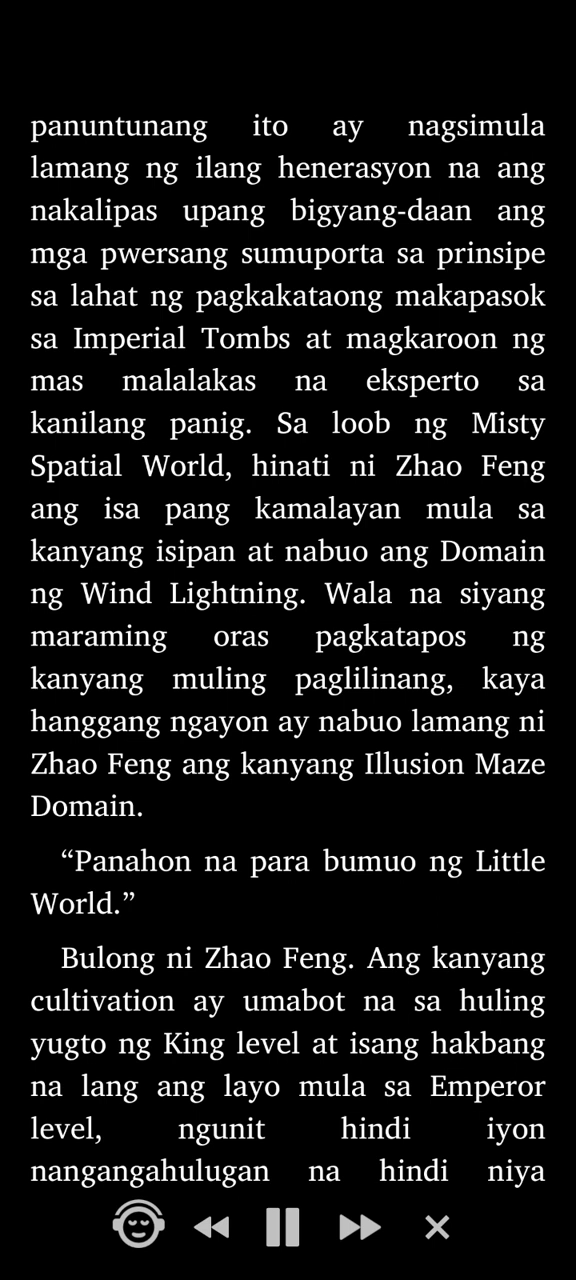 panuntunang ito ay nagsimula
lamang ng ilang henerasyon na ang
nakalipas upang bigyang-daan ang
mga pwersang sumuporta sa prinsipe
sa lahat ng pagkakataong makapasok
sa Imperial Tombs at magkaroon ng
mas malalakas na eksperto sa
kanilang panig. Sa loob ng Misty
Spatial World, hinati ni Zhao Feng
ang isa pang kamalayan mula sa
kanyang isipan at nabuo ang Domain
ng Wind Lightning. Wala na siyang
maraming oras pagkatapos ng
kanyang muling paglilinang, kaya
hanggang ngayon ay nabuo lamang ni
Zhao Feng ang kanyang Illusion Maze
Domain.
“Panahon na para bumuo ng Little
World.”
Bulong ni Zhao Feng. Ang kanyang
cultivation ay umabot na sa huling
yugto ng King level at isang hakbang
na lang ang layo mula sa Emperor
level, ngunit hindi iyon
nangangahulugan na hindi niya